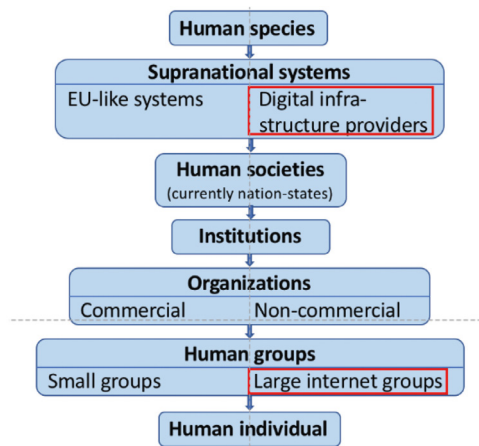 Human species
Supranational systems
EU-like systems
Digital infra-
structure providers
Human societies
(currently nation-states)
Institutions
Organizations
Commercial
Non-commercial
Human groups
Small groups
Large internet groups
Human individual